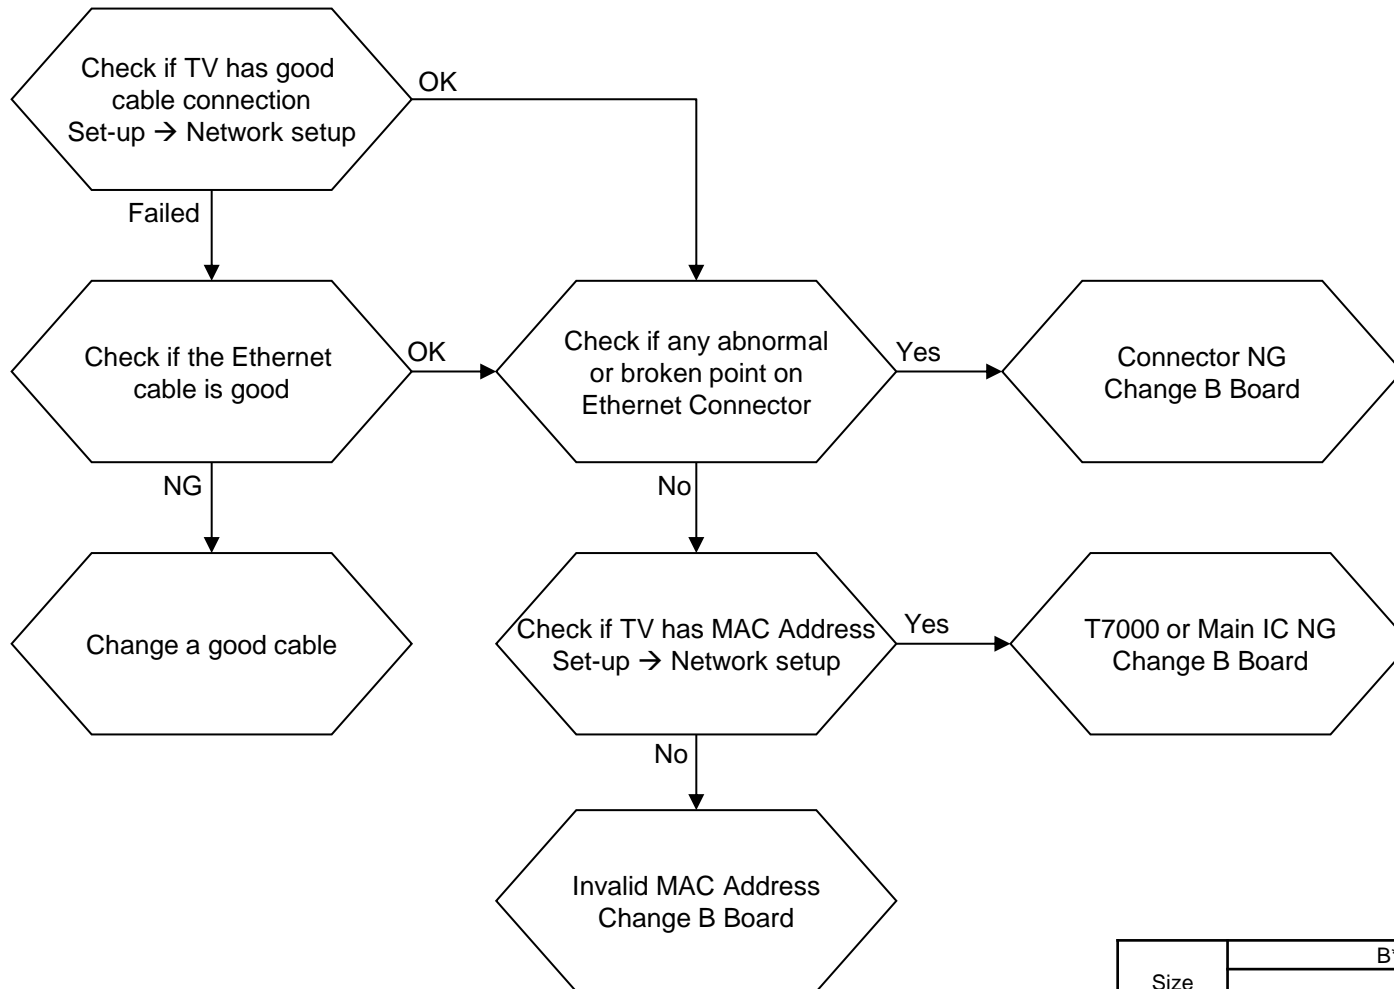 Check if TV has good
cable connection
Set-up → Network setup
OK
Failed
Check if the Ethernet
cable is good
OK
Check if any abnormal
or broken point on
Ethernet Connector
Yes
Connector NG
Change B Board
NG
No
Change a good cable
Check if TV has MAC Address
Set-up → Network setup
Yes
T7000 or Main IC NG
Change B Board
No
Invalid MAC Address
Change B Board
B*
Size